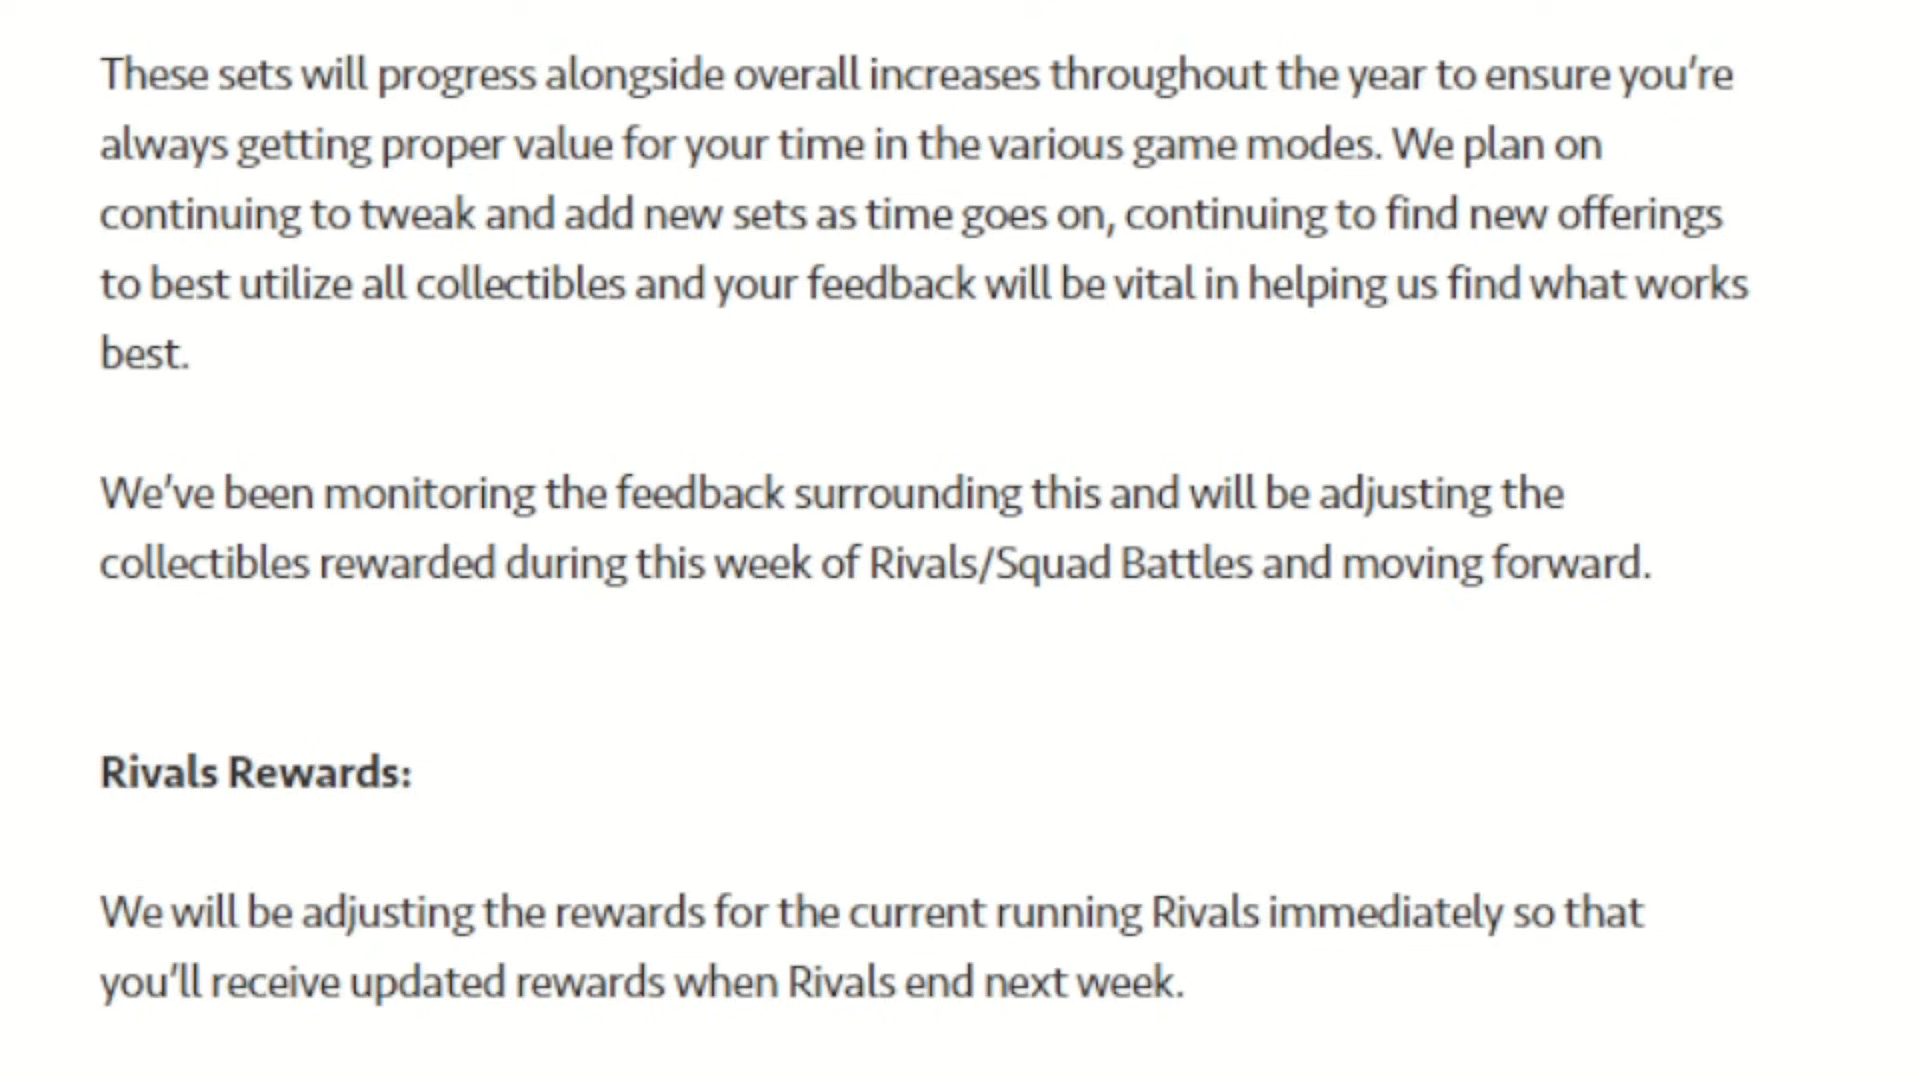 These sets will progress alongside overall increases throughout the year to ensure you're
always getting proper value for your time in the various game modes. We plan on
continuing to tweak and add new sets as time goes on, continuing to find new offerings
to best utilize all collectibles and your feedback will be vital in helping us find what works
best.
We've been monitoring the feedback surrounding this and will be adjusting the
collectibles rewarded during this week of Rivals/Squad Battles and moving forward.
Rivals Rewards:
We will be adjusting the rewards for the current running Rivals immediately so that
you'll receive updated rewards when Rivals end next week.